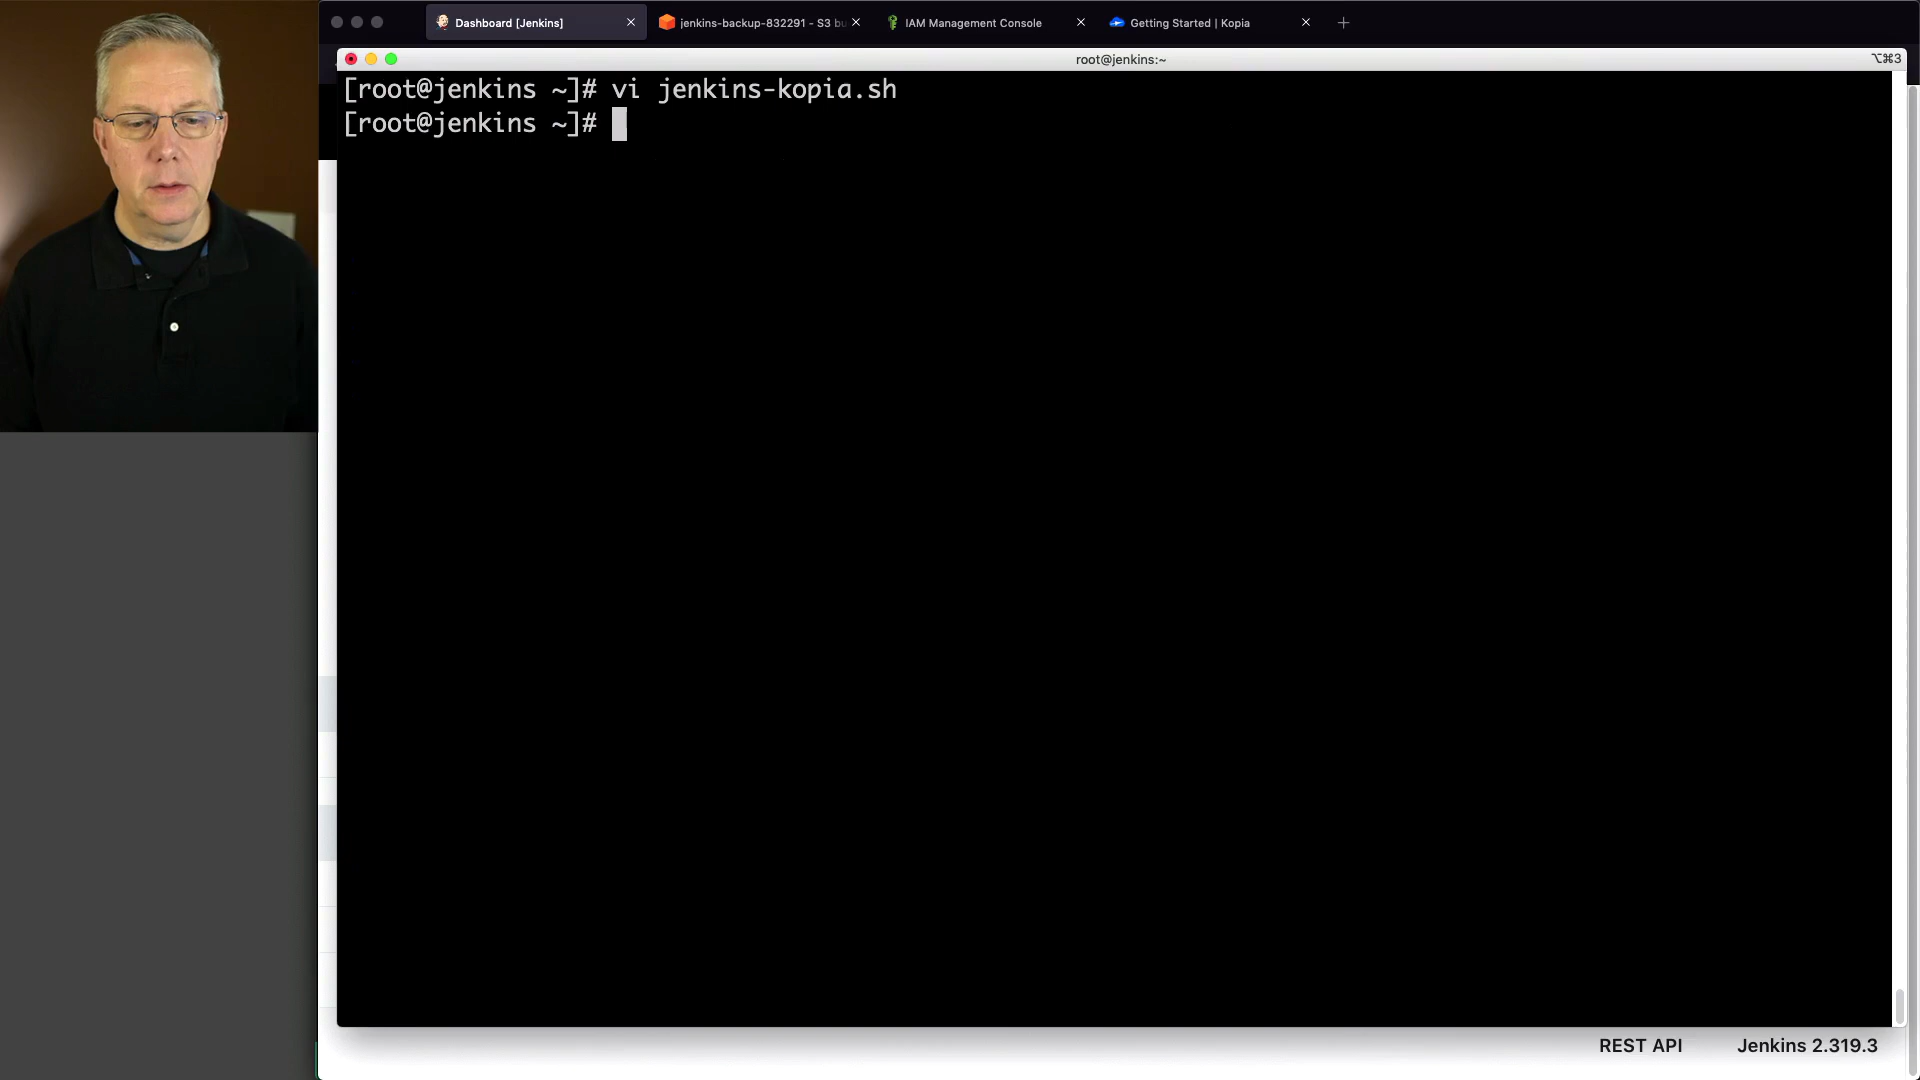 Dashboard [Jenkins]
jenkins-backup-832291 - S3 bu
IAM Management Console
Getting Started | Kopia
root@jenkins:~
⌥⌘3
[root@jenkins ~]# vi jenkins-kopia.sh
[root@jenkins ~]#
REST API
Jenkins 2.319.3